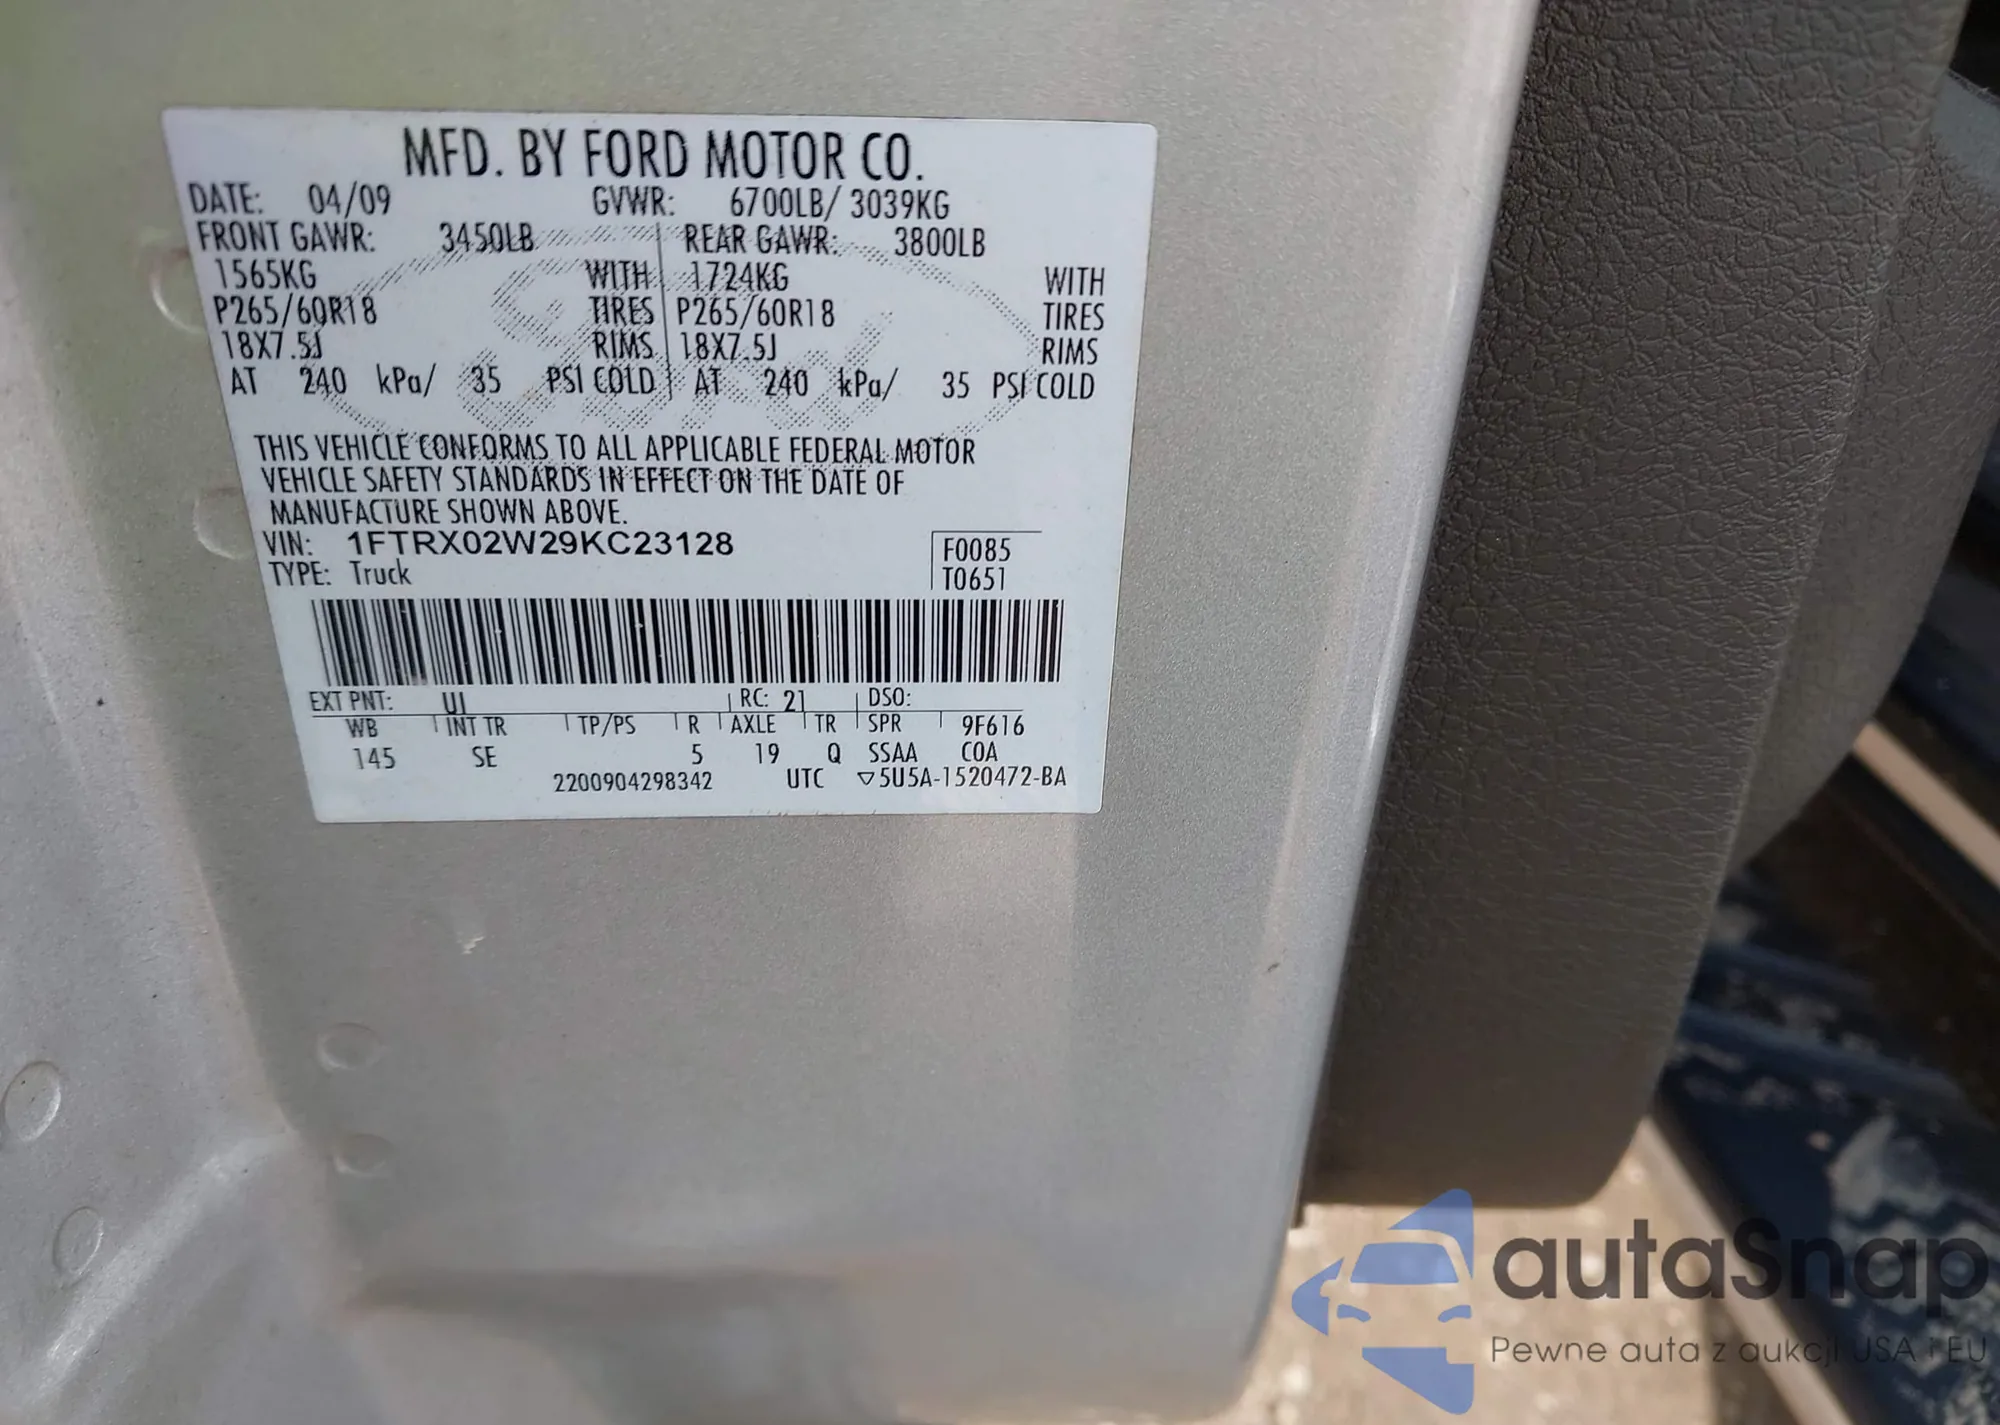 MFD. BY FORD MOTOR CO.
DATE: 04/09 GVWR: 6700LB/ 3039KG
FRONT GAWR: 3450LB REAR GAWR: 3800LB
1565KG WITH 1724KG WITH
P265/60R18 TIRES P265/60R18 TIRES
18X7.5J RIMS 18X7.5J RIMS
AT 240 kPa/ 35 PSI COLD AT 240 kPa/ 35 PSI COLD
Ford
THIS VEHICLE CONFORMS TO ALL APPLICABLE FEDERAL MOTOR
VEHICLE SAFETY STANDARDS IN EFFECT ON THE DATE OF
MANUFACTURE SHOWN ABOVE.
VIN: 1FTRX02W29KC23128 F0085
TYPE: Truck T0651
EXT PNT: UJ RC: 21 DSO:
WB INT TR TP/PS R AXLE TR SPR 9F616
145 SE 5 19 Q SSAA COA
2200904298342 UTC ▽5U5A-1520472-BA
autaSnap
Pewne auta z aukcji USA i EU